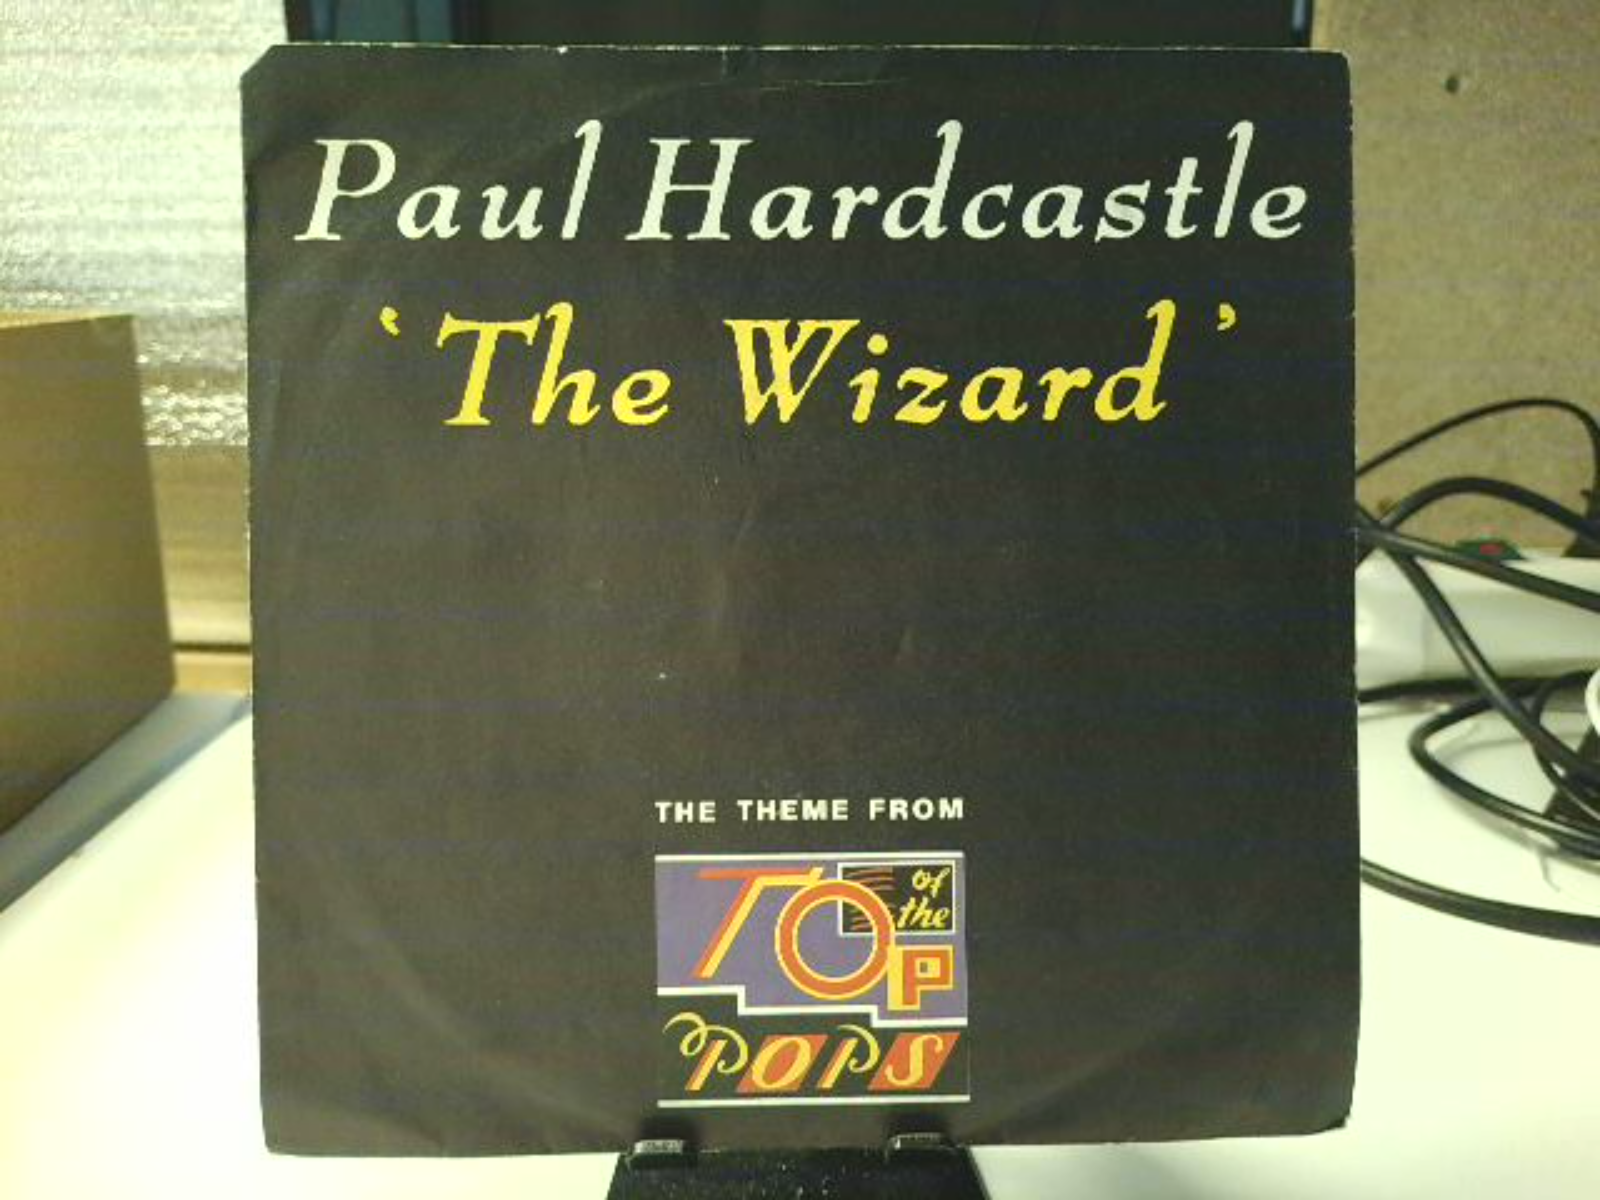 Paul Hardcastle
'The Wizard'
THE THEME FROM
TOP of the
POPS